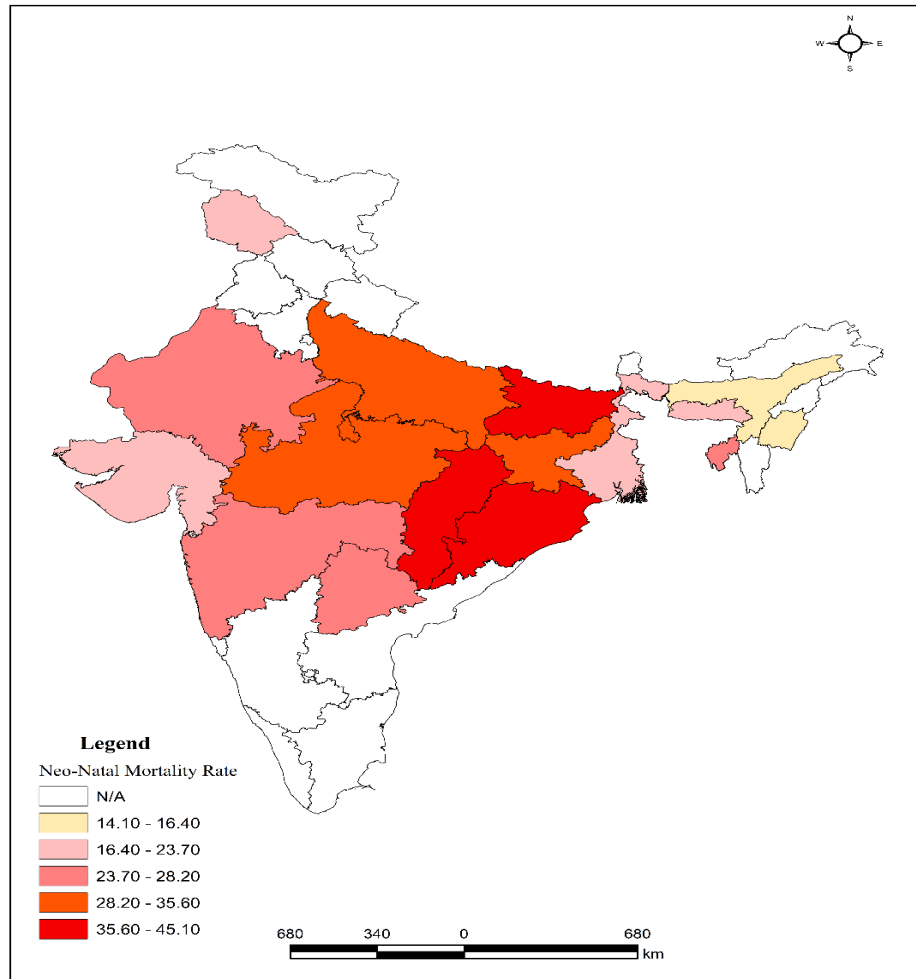 N
W E
S
Legend
Neo-Natal Mortality Rate
N/A
14.10 - 16.40
16.40 - 23.70
23.70 - 28.20
28.20 - 35.60
35.60 - 45.10
680 340 0 680
km